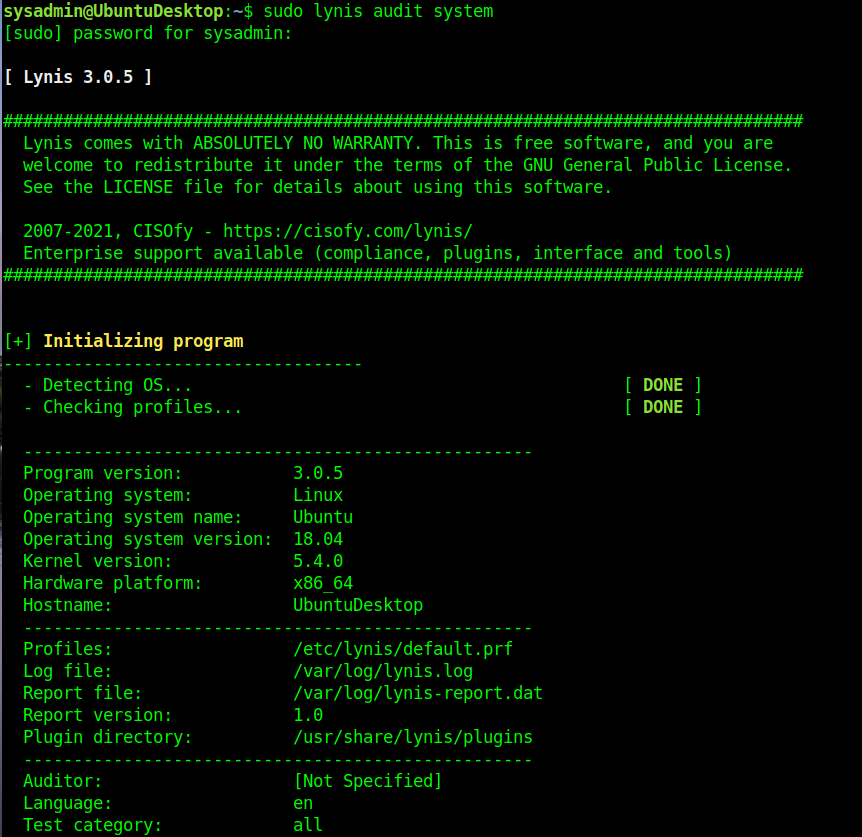 sysadmin@UbuntuDesktop:~$ sudo lynis audit system
[sudo] password for sysadmin:
[ Lynis 3.0.5 ]
################################################################################
Lynis comes with ABSOLUTELY NO WARRANTY. This is free software, and you are
welcome to redistribute it under the terms of the GNU General Public License.
See the LICENSE file for details about using this software.
2007-2021, CISOfy - https://cisofy.com/lynis/
Enterprise support available (compliance, plugins, interface and tools)
################################################################################
[+] Initializing program
------------------------------------
- Detecting OS... [ DONE ]
- Checking profiles... [ DONE ]
---------------------------------------------------
Program version: 3.0.5
Operating system: Linux
Operating system name: Ubuntu
Operating system version: 18.04
Kernel version: 5.4.0
Hardware platform: x86_64
Hostname: UbuntuDesktop
---------------------------------------------------
Profiles: /etc/lynis/default.prf
Log file: /var/log/lynis.log
Report file: /var/log/lynis-report.dat
Report version: 1.0
Plugin directory: /usr/share/lynis/plugins
---------------------------------------------------
Auditor: [Not Specified]
Language: en
Test category: all